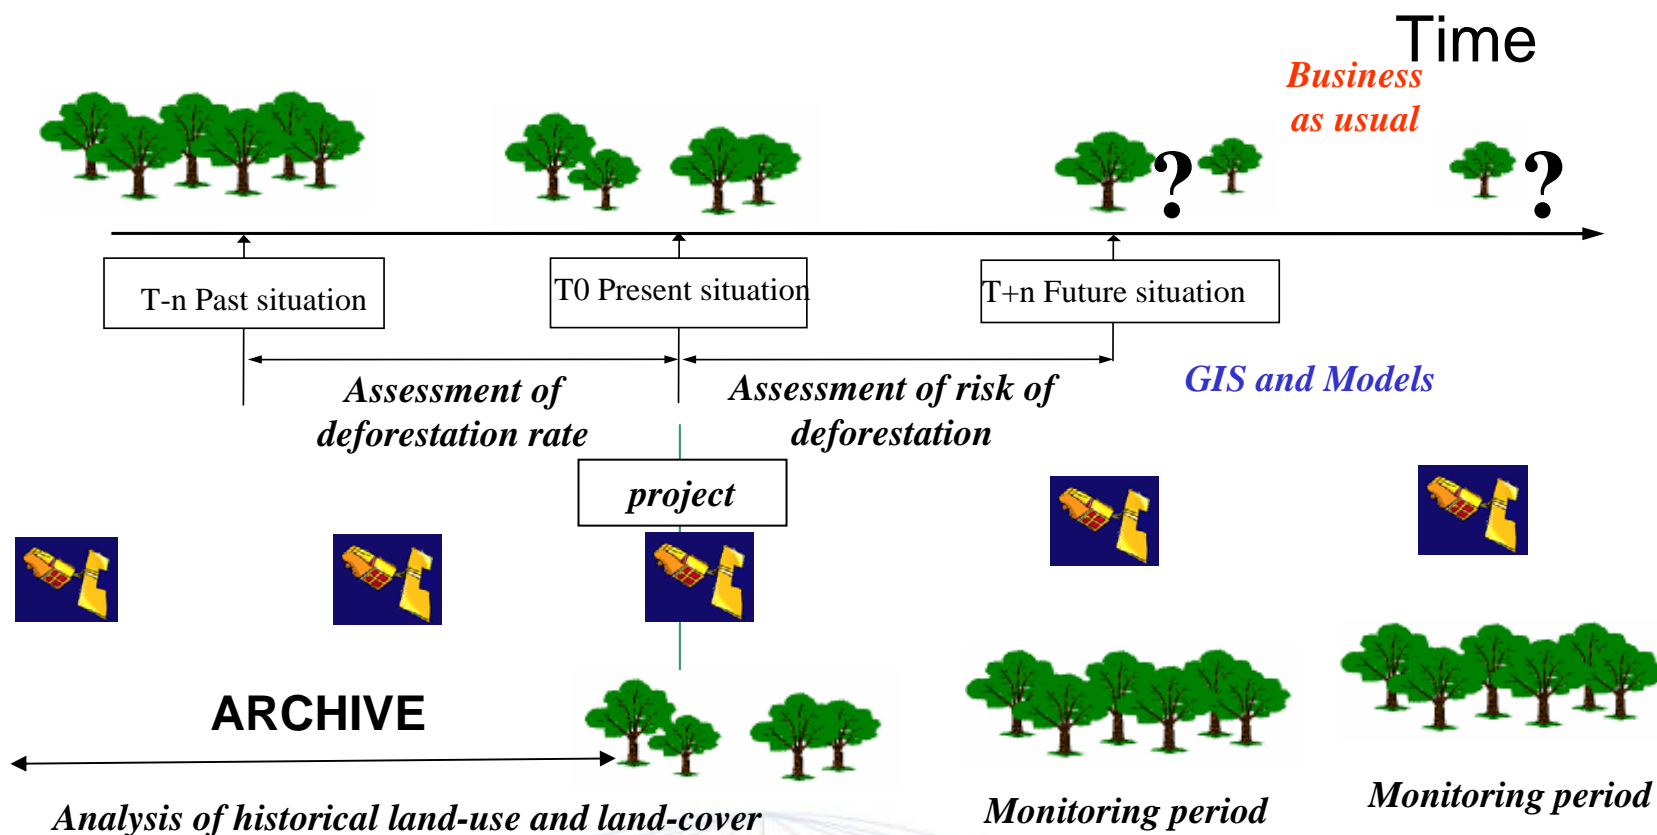 Time
Business
as usual
?
?
T-n Past situation
T0 Present situation
T+n Future situation
Assessment of
deforestation rate
Assessment of risk of
deforestation
GIS and Models
project
ARCHIVE
Analysis of historical land-use and land-cover
Monitoring period
Monitoring period